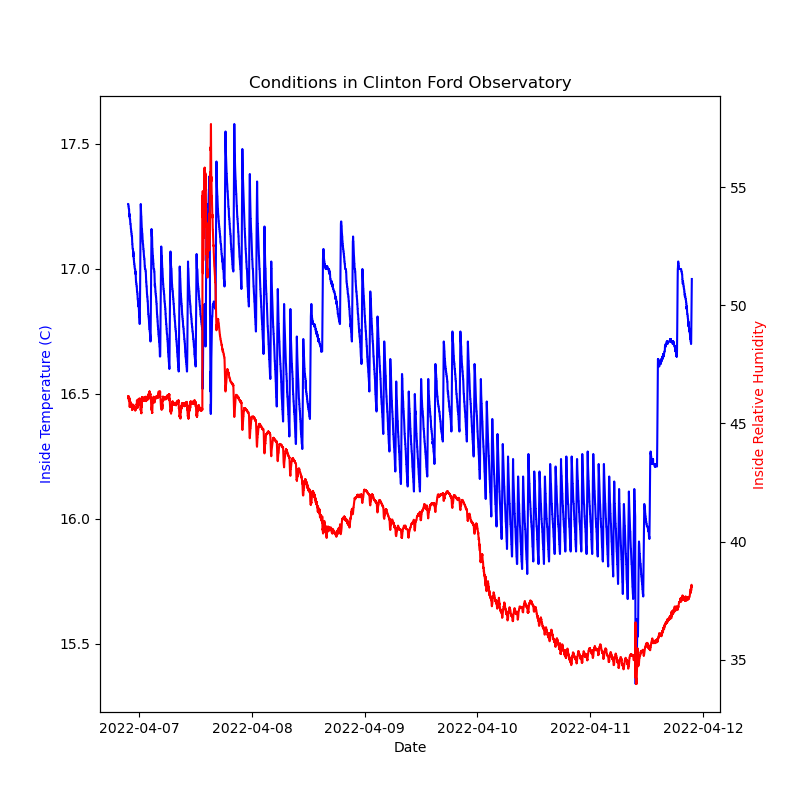 Conditions in Clinton Ford Observatory
17.5
17.0
16.5
16.0
15.5
Inside Temperature (C)
55
50
45
40
35
Inside Relative Humidity
2022-04-07 2022-04-08 2022-04-09 2022-04-10 2022-04-11 2022-04-12
Date